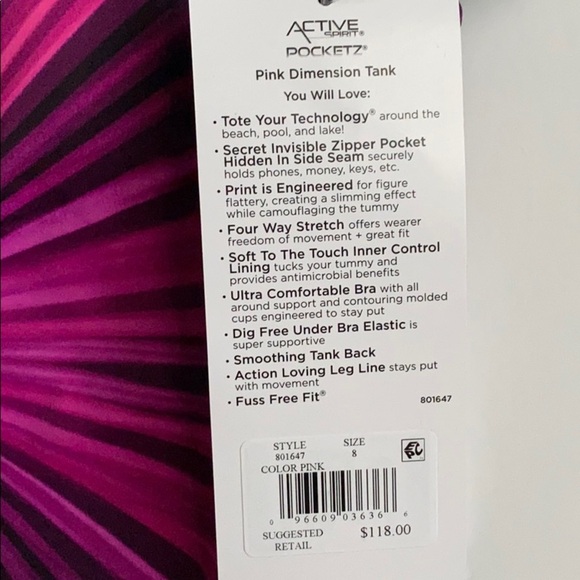 ACTIVE
SPIRIT®
POCKETZ®
Pink Dimension Tank
You Will Love:
• Tote Your Technology® around the
beach, pool, and lake!
• Secret Invisible Zipper Pocket
Hidden In Side Seam securely
holds phones, money, keys, etc.
• Print is Engineered for figure
flattery, creating a slimming effect
while camouflaging the tummy
• Four Way Stretch offers wearer
freedom of movement + great fit
• Soft To The Touch Inner Control
Lining tucks your tummy and
provides antimicrobial benefits
• Ultra Comfortable Bra with all
around support and contouring molded
cups engineered to stay put
• Dig Free Under Bra Elastic is
super supportive
• Smoothing Tank Back
• Action Loving Leg Line stays put
with movement
• Fuss Free Fit®
801647
STYLE SIZE
801647 8
COLOR PINK
0 96609 03636 6
SUGGESTED
RETAIL $118.00